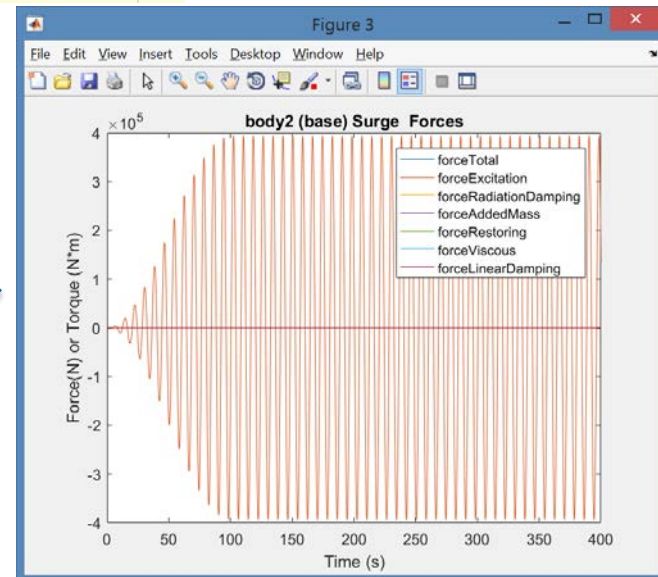 Figure 3
File Edit View Insert Tools Desktop Window Help
×10⁵
body2 (base) Surge Forces
forceTotal
forceExcitation
forceRadiationDamping
forceAddedMass
forceRestoring
forceViscous
forceLinearDamping
Force(N) or Torque (N*m)
4
3
2
1
0
-1
-2
-3
-4
0 50 100 150 200 250 300 350 400
Time (s)